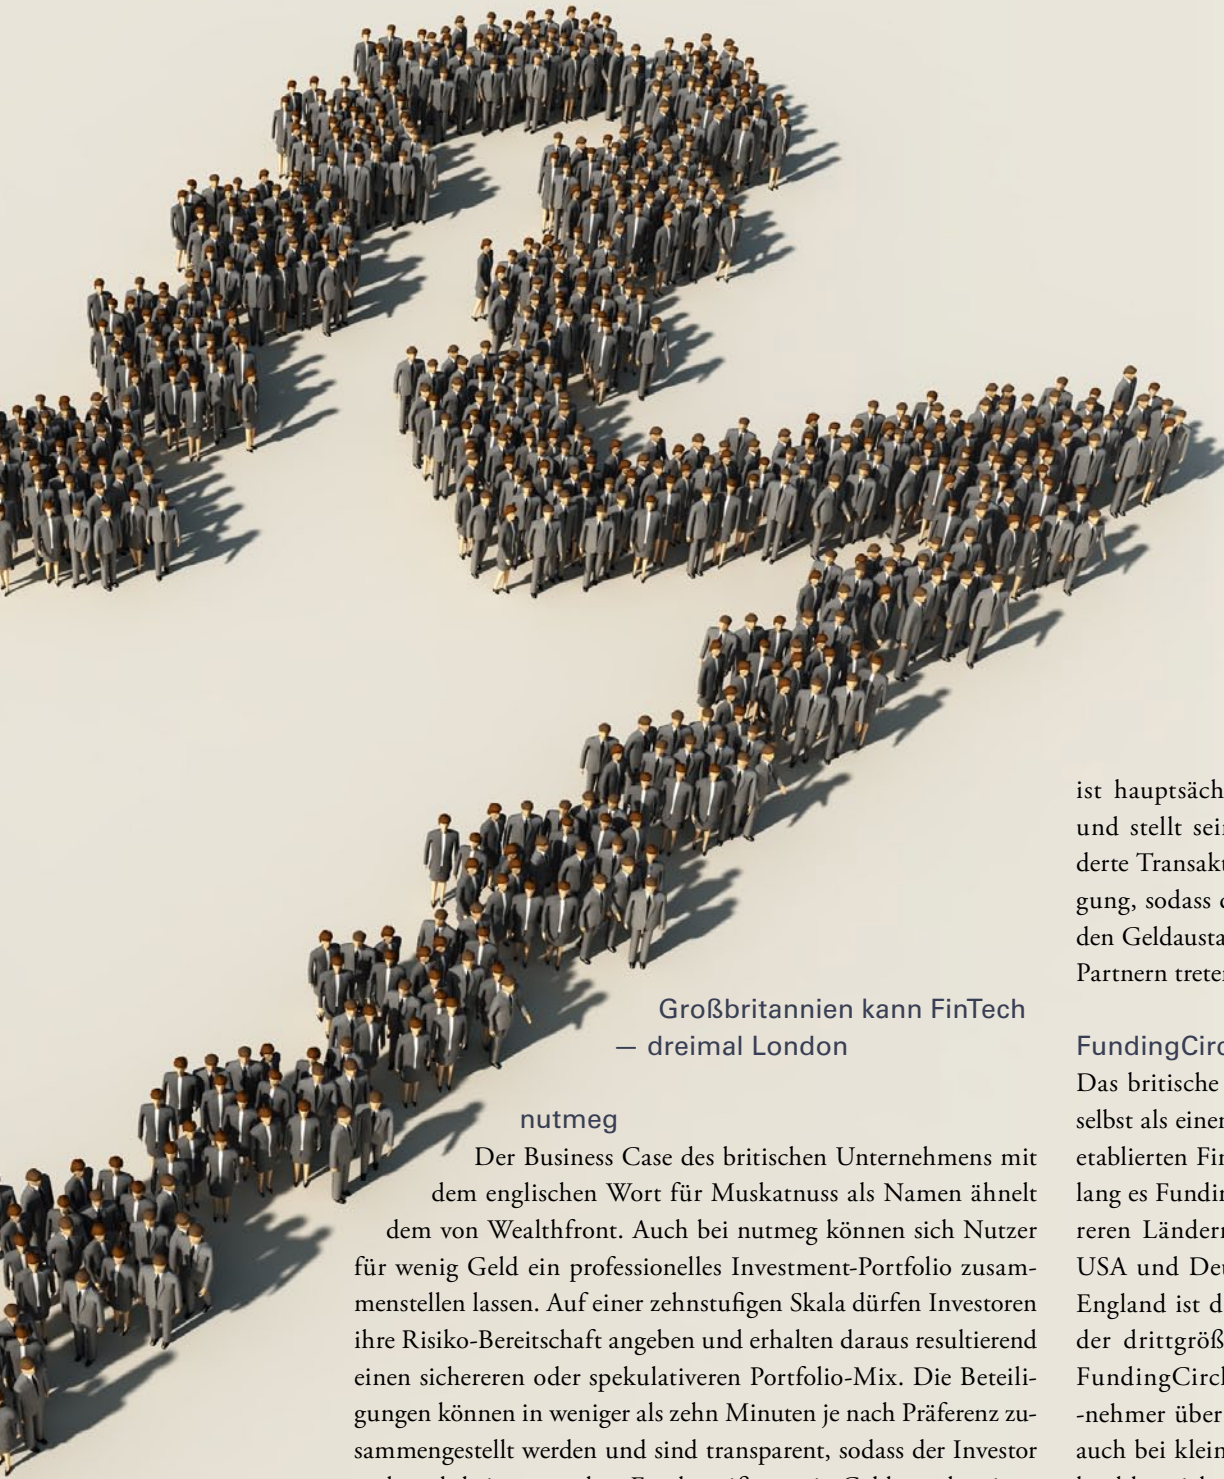 Großbritannien kann FinTech
— dreimal London
nutmeg
Der Business Case des britischen Unternehmens mit
dem englischen Wort für Muskatnuss als Namen ähnelt
dem von Wealthfront. Auch bei nutmeg können sich Nutzer
für wenig Geld ein professionelles Investment-Portfolio zusam-
menstellen lassen. Auf einer zehnstufigen Skala dürfen Investoren
ihre Risiko-Bereitschaft angeben und erhalten daraus resultierend
einen sichereren oder spekulativeren Portfolio-Mix. Die Beteili-
gungen können in weniger als zehn Minuten je nach Präferenz zu-
sammengestellt werden und sind transparent, sodass der Investor
ist hauptsäch
und stellt sei
derte Transakt
gung, sodass
den Geldausta
Partnern trete
FundingCirc
Das britische
selbst als einer
etablierten Fin
lang es Fundin
reren Ländern
USA und Deu
England ist d
der drittgröß
FundingCircl
-nehmer über
auch bei klein